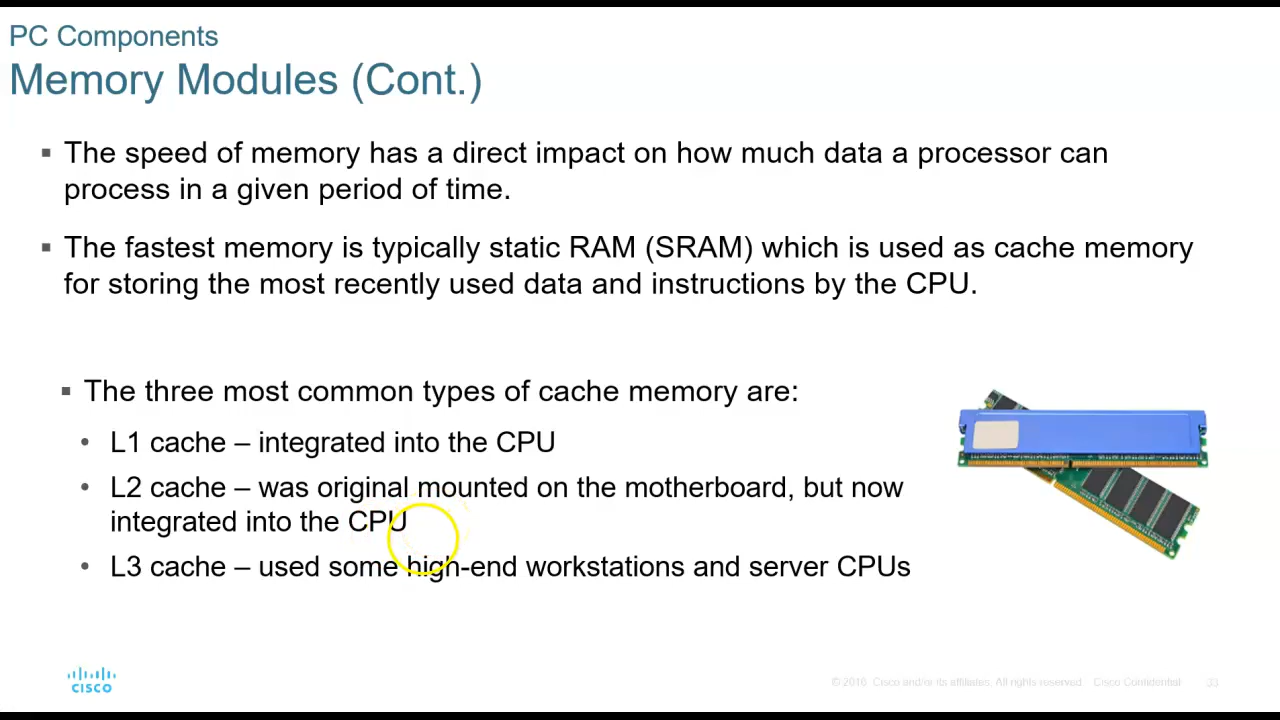 PC Components
Memory Modules (Cont.)
▪ The speed of memory has a direct impact on how much data a processor can
process in a given period of time.
▪ The fastest memory is typically static RAM (SRAM) which is used as cache memory
for storing the most recently used data and instructions by the CPU.
▪ The three most common types of cache memory are:
• L1 cache – integrated into the CPU
• L2 cache – was original mounted on the motherboard, but now
integrated into the CPU
• L3 cache – used some high-end workstations and server CPUs
CISCO
© 2016 Cisco and/or its affiliates. All rights reserved. Cisco Confidential 33